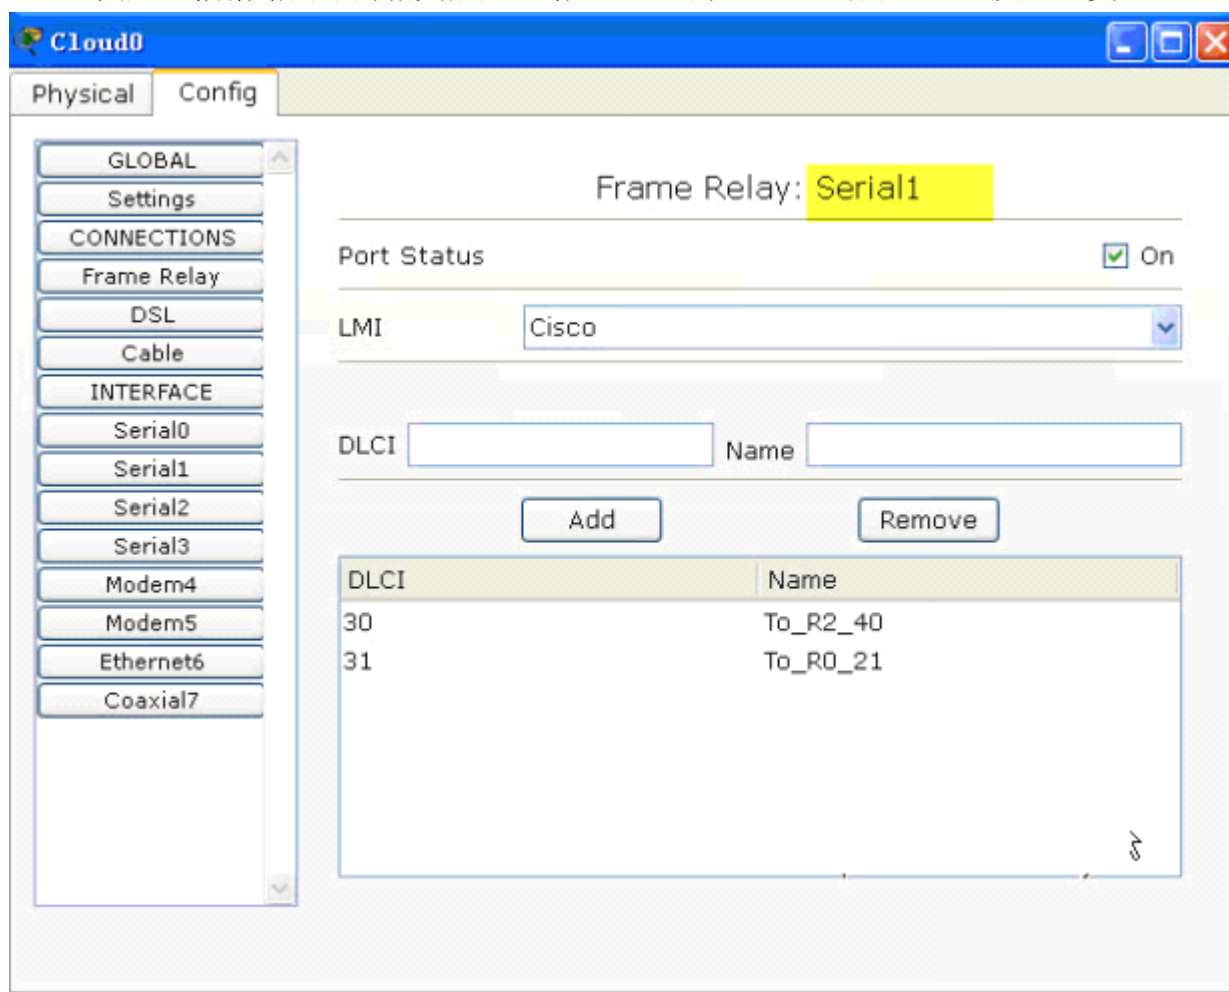 Cloud0
Physical Config
GLOBAL
Settings
CONNECTIONS
Frame Relay
DSL
Cable
INTERFACE
Serial0
Serial1
Serial2
Serial3
Modem4
Modem5
Ethernet6
Coaxial7
Frame Relay: Serial1
Port Status On
LMI Cisco
DLCI Name
Add Remove
DLCI Name
30 To_R2_40
31 To_R0_21